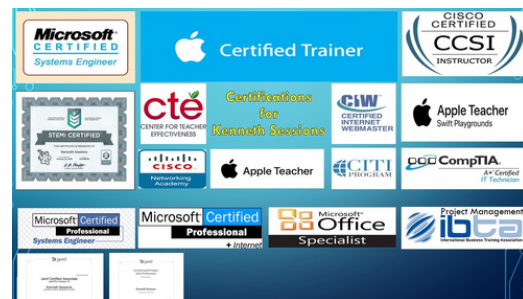 Microsoft
CERTIFIED
Systems Engineer
Certified Trainer
CISCO
CERTIFIED
CCSI
INSTRUCTOR
STEM CERTIFIED
cte
CENTER FOR TEACHER
EFFECTIVENESS
Certifications
for
Kenneth Sessions
CIW
CERTIFIED
INTERNET
WEBMASTER
Apple Teacher
Swift Playgrounds
CISCO
Networking
Academy
Apple Teacher
CITI
PROGRAM
CompTIA.
A+ Certified
IT Technician
Microsoft Certified
Professional
Systems Engineer
Microsoft Certified
Professional
+ Internet
Microsoft
Office
Specialist
Project Management
ibta
International Business Training Association